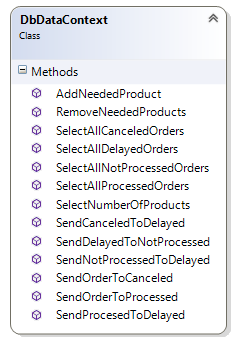 DbDataContext
Class
Methods
AddNeededProduct
RemoveNeededProducts
SelectAllCanceledOrders
SelectAllDelayedOrders
SelectAllNotProcessedOrders
SelectAllProcessedOrders
SelectNumberOfProducts
SendCanceledToDelayed
SendDelayedToNotProcessed
SendNotProcessedToDelayed
SendOrderToCanceled
SendOrderToProcessed
SendProcesedToDelayed